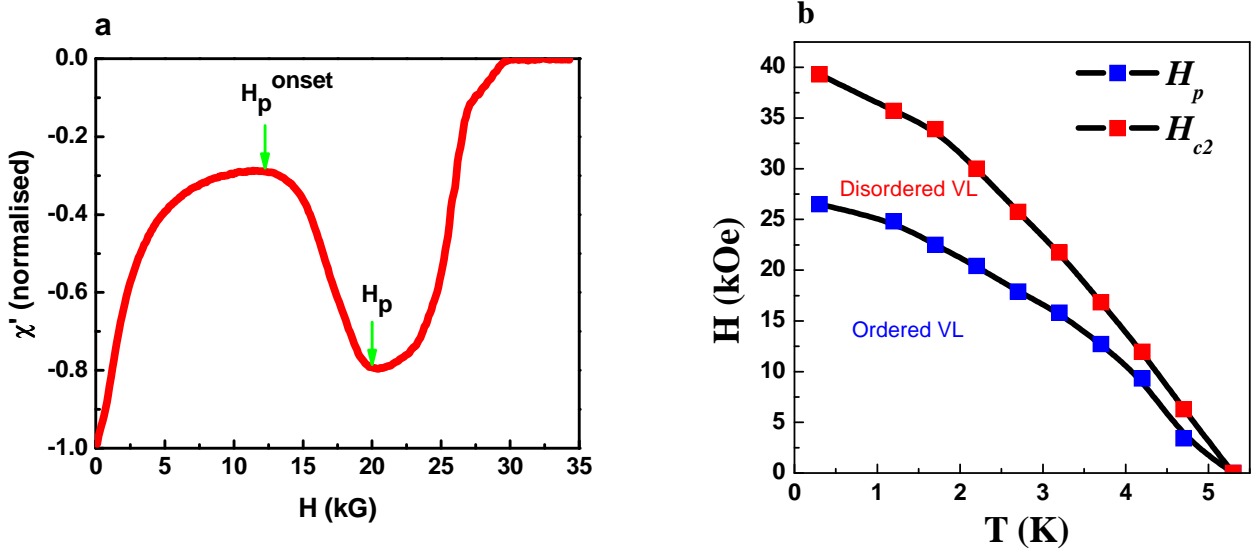 a
0.0
-0.2
-0.4
-0.6
-0.8
-1.0
χ' (normalised)
Hp onset
Hp
0 5 10 15 20 25 30 35
H (kG)
b
40
35
30
25
20
15
10
5
0
H (kOe)
Hp
Hc2
Disordered VL
Ordered VL
0 1 2 3 4 5
T (K)